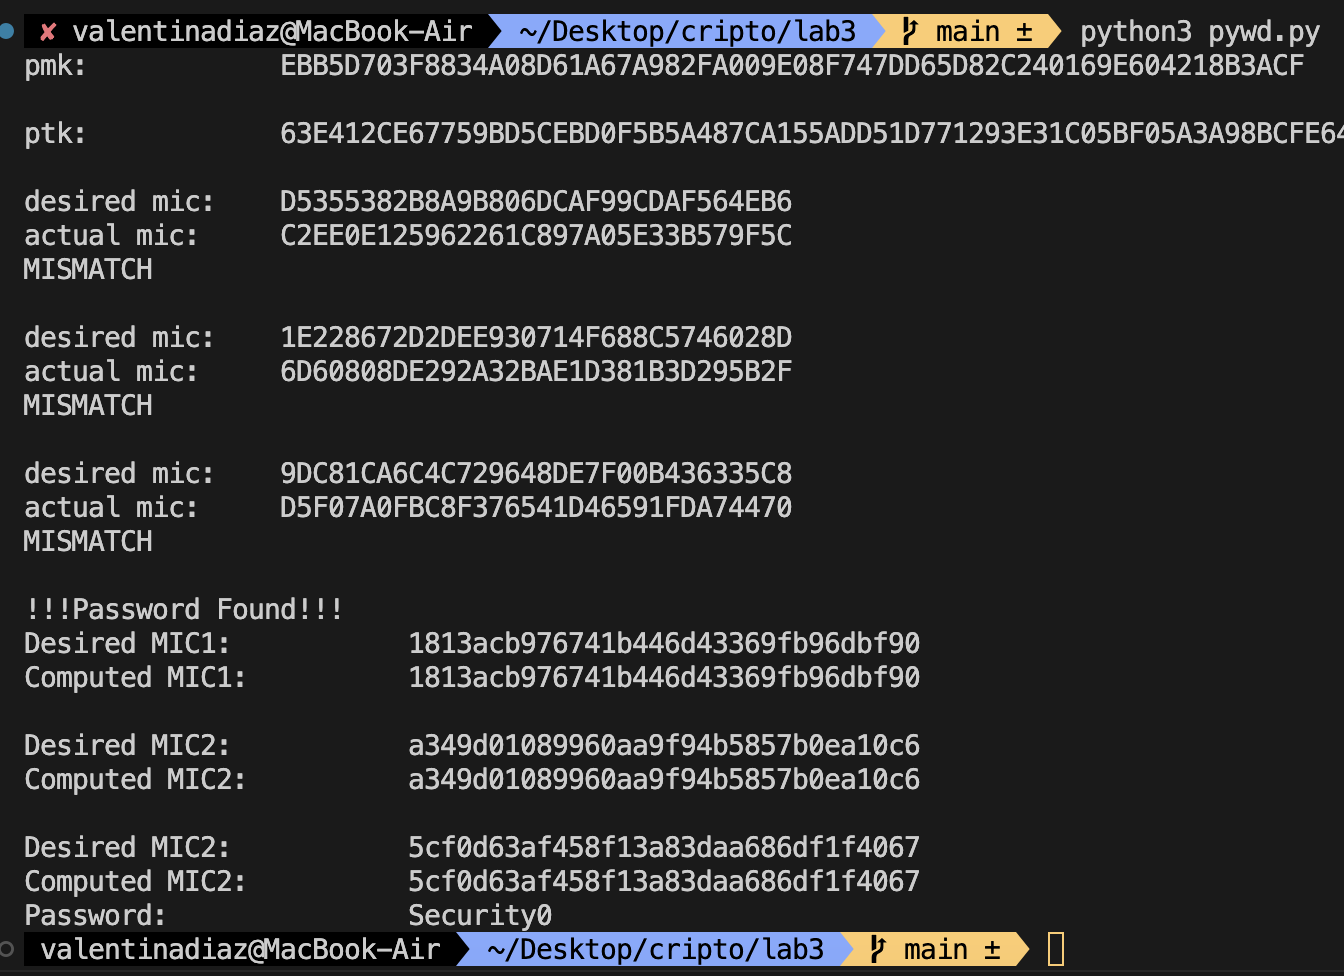 ✘ valentinadiaz@MacBook-Air ~/Desktop/cripto/lab3 main ± python3 pywd.py
pmk: EBB5D703F8834A08D61A67A982FA009E08F747DD65D82C240169E604218B3ACF
ptk: 63E412CE67759BD5CEBD0F5B5A487CA155ADD51D771293E31C05BF05A3A98BCFE64
desired mic: D5355382B8A9B806DCAF99CDAF564EB6
actual mic: C2EE0E125962261C897A05E33B579F5C
MISMATCH
desired mic: 1E228672D2DEE930714F688C5746028D
actual mic: 6D60808DE292A32BAE1D381B3D295B2F
MISMATCH
desired mic: 9DC81CA6C4C729648DE7F00B436335C8
actual mic: D5F07A0FBC8F376541D46591FDA74470
MISMATCH
!!!Password Found!!!
Desired MIC1: 1813acb976741b446d43369fb96dbf90
Computed MIC1: 1813acb976741b446d43369fb96dbf90
Desired MIC2: a349d01089960aa9f94b5857b0ea10c6
Computed MIC2: a349d01089960aa9f94b5857b0ea10c6
Desired MIC2: 5cf0d63af458f13a83daa686df1f4067
Computed MIC2: 5cf0d63af458f13a83daa686df1f4067
Password: Security0
valentinadiaz@MacBook-Air ~/Desktop/cripto/lab3 main ±